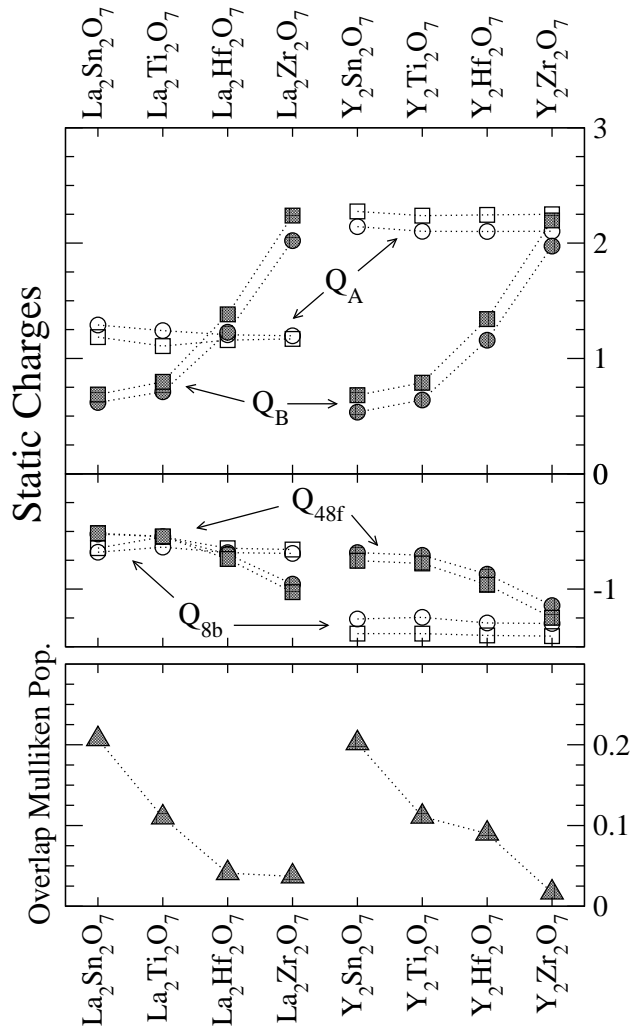 La2Sn2O7
La2Ti2O7
La2Hf2O7
La2Zr2O7
Y2Sn2O7
Y2Ti2O7
Y2Hf2O7
Y2Zr2O7
Static Charges
3
2
1
0
QA
QB
Q48f
Q8b
-1
Overlap Mulliken Pop.
0.2
0.1
0
La2Sn2O7
La2Ti2O7
La2Hf2O7
La2Zr2O7
Y2Sn2O7
Y2Ti2O7
Y2Hf2O7
Y2Zr2O7